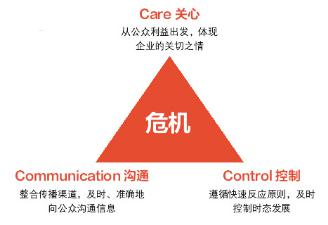 Care 关心
从公众利益出发，体现
企业的关切之情
危机
Communication 沟通
整合传播渠道，及时、准确地
向公众沟通信息
Control 控制
遵循快速反应原则，及时
控制时态发展